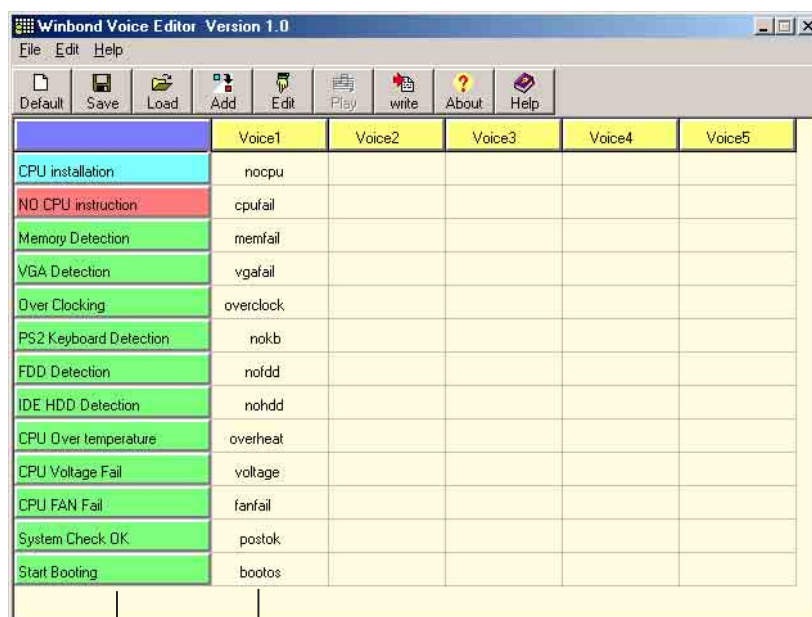 Winbond Voice Editor Version 1.0
File Edit Help
Default Save Load Add Edit Play write About Help
Voice1 Voice2 Voice3 Voice4 Voice5
CPU installation nocpu
NO CPU instruction cpufail
Memory Detection memfail
VGA Detection vgafail
Over Clocking overclock
PS2 Keyboard Detection nokb
FDD Detection nofdd
IDE HDD Detection nohdd
CPU Over temperature overheat
CPU Voltage Fail voltage
CPU FAN Fail fanfail
System Check OK postok
Start Booting bootos